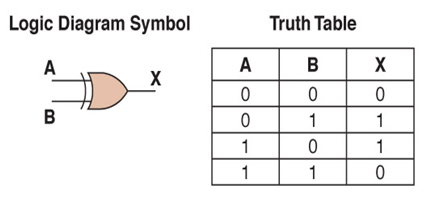 Logic Diagram Symbol
Truth Table
A
X
B
A B X
0 0 0
0 1 1
1 0 1
1 1 0